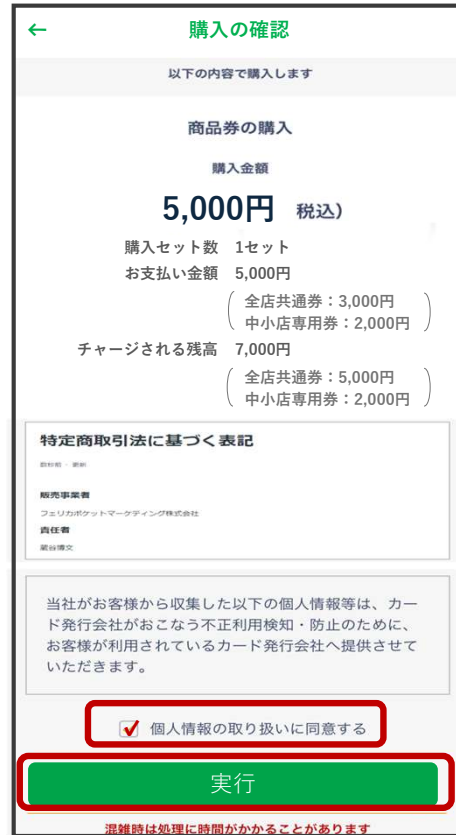 ←
購入の確認
以下の内容で購入します
商品券の購入
購入金額
5,000円 税込)
購入セット数 1セット
お支払い金額 5,000円
(全店共通券:3,000円
中小店専用券:2,000円)
チャージされる残高 7,000円
(全店共通券:5,000円
中小店専用券:2,000円)
特定商取引法に基づく表記
販売事業者
フェリカポケットマーケティング株式会社
責任者
当社がお客様から収集した以下の個人情報等は、カー
ド発行会社がおこなう不正利用検知・防止のために、
お客様が利用されているカード発行会社へ提供させて
いただきます。
個人情報の取り扱いに同意する
実行
混雑時は処理に時間がかかることがあります